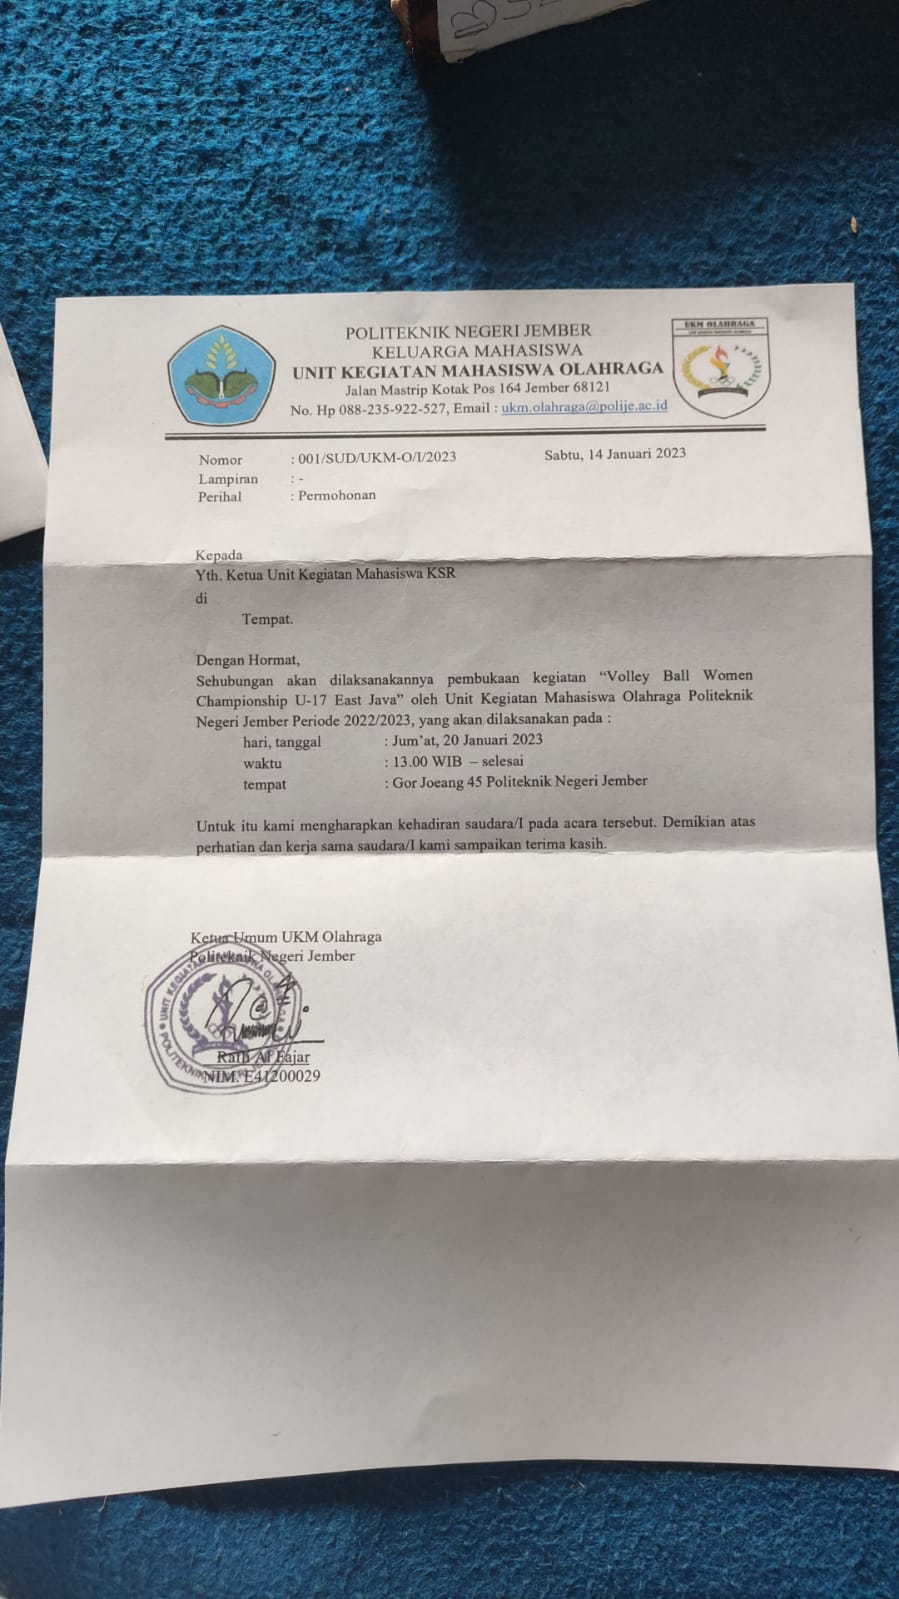 POLITEKNIK NEGERI JEMBER
KELUARGA MAHASISWA
UNIT KEGIATAN MAHASISWA OLAHRAGA
Jalan Mastrip Kotak Pos 164 Jember 68121
No. Hp 088-235-922-527, Email : ukm.olahraga@polije.ac.id
UKM OLAHRAGA
Nomor : 001/SUD/UKM-O/I/2023 Sabtu, 14 Januari 2023
Lampiran : -
Perihal : Permohonan
Kepada
Yth. Ketua Unit Kegiatan Mahasiswa KSR
di
Tempat.
Dengan Hormat,
Sehubungan akan dilaksanakannya pembukaan kegiatan “Volley Ball Women
Championship U-17 East Java” oleh Unit Kegiatan Mahasiswa Olahraga Politeknik
Negeri Jember Periode 2022/2023, yang akan dilaksanakan pada :
hari, tanggal : Jum’at, 20 Januari 2023
waktu : 13.00 WIB – selesai
tempat : Gor Joeang 45 Politeknik Negeri Jember
Untuk itu kami mengharapkan kehadiran saudara/I pada acara tersebut. Demikian atas
perhatian dan kerja sama saudara/I kami sampaikan terima kasih.
Ketua Umum UKM Olahraga
Politeknik Negeri Jember
UNIT KEGIATAN MAHASISWA OLAHRAGA
POLITEKNIK
Al Fajar
NIM. E41200029